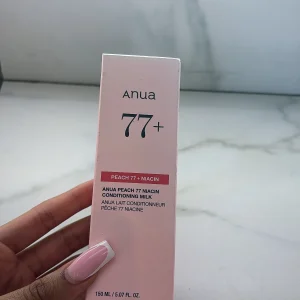 Anua
77+
PEACH 77 + NIACIN
ANUA PEACH 77 NIACIN
CONDITIONING MILK
ANUA LAIT CONDITIONNEUR
PÊCHE 77 NIACINE
150 ML / 5.07 FL. OZ.